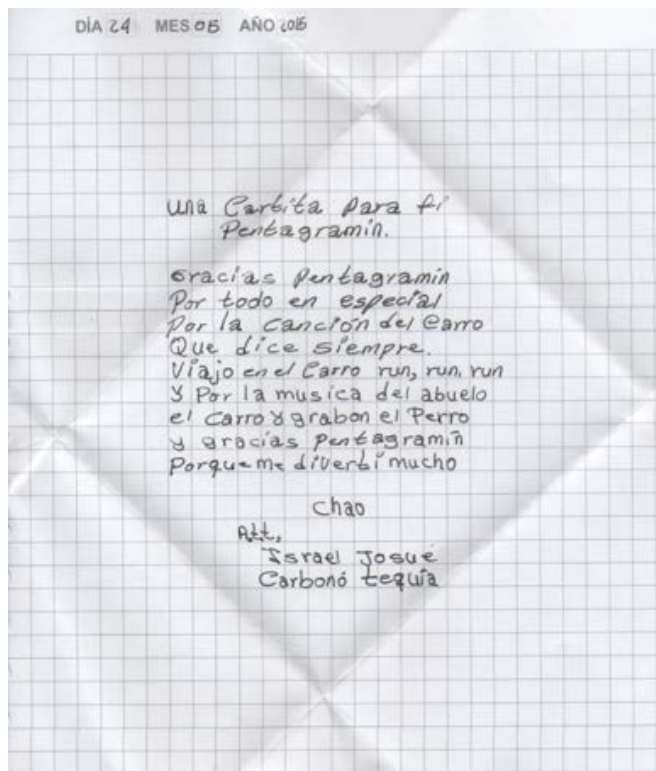 DÍA 24 MES 05 AÑO 2015
una Cartita para ti
Pentagramin.
Gracias Pentagramin
Por todo en especial
Por la canción del Carro
Que dice siempre.
Viajo en el Carro run, run, run
y Por la musica del abuelo
el Carro y grabon el Perro
y gracias Pentagramin
Porque me diverti mucho
Chao
Att,
Israel Josué
Carbonó tequia